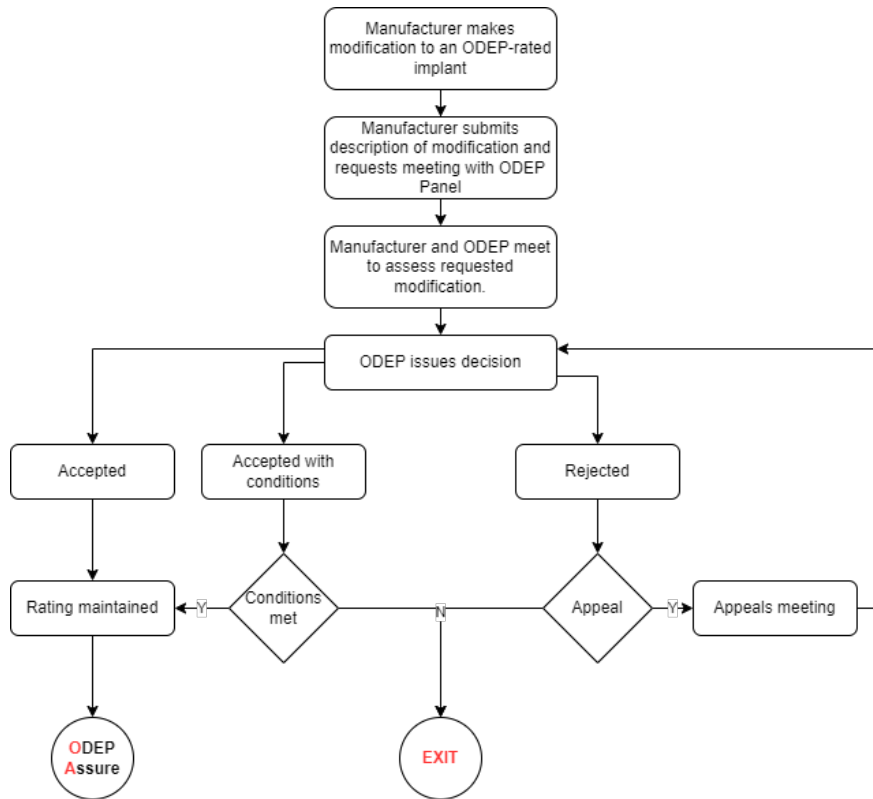 Manufacturer makes
modification to an ODEP-rated
implant
Manufacturer submits
description of modification and
requests meeting with ODEP
Panel
Manufacturer and ODEP meet
to assess requested
modification.
ODEP issues decision
Accepted
Accepted with
conditions
Rejected
Rating maintained
Y
Conditions
met
N
Appeal
Y
Appeals meeting
ODEP
Assure
EXIT